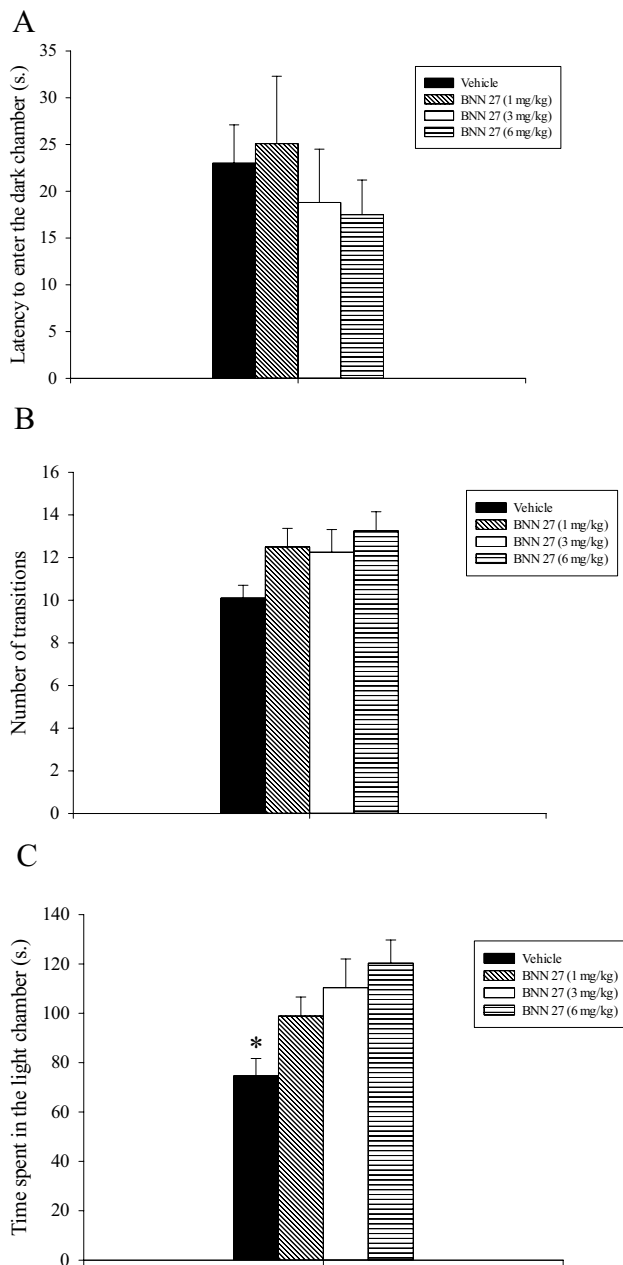 A
Latency to enter the dark chamber (s.)
35
30
25
20
15
10
5
0
Vehicle
BNN 27 (1 mg/kg)
BNN 27 (3 mg/kg)
BNN 27 (6 mg/kg)
B
Number of transitions
16
14
12
10
8
6
4
2
0
Vehicle
BNN 27 (1 mg/kg)
BNN 27 (3 mg/kg)
BNN 27 (6 mg/kg)
C
Time spent in the light chamber (s.)
140
120
100
80
60
40
20
0
*
Vehicle
BNN 27 (1 mg/kg)
BNN 27 (3 mg/kg)
BNN 27 (6 mg/kg)